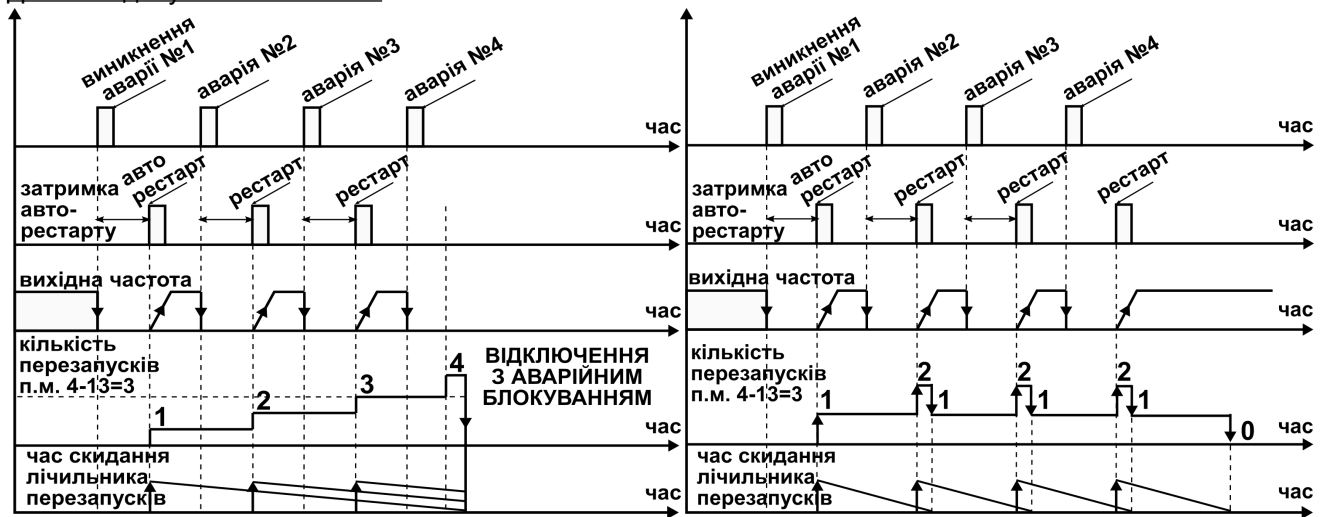 виникнення
аварії №1
аварія №2
аварія №3
аварія №4
час
затримка
авто-
рестарту
авто
рестарт
рестарт
рестарт
час
вихідна частота
час
кількість
перезапусків
п.м. 4-13=3
1
2
3
4
ВІДКЛЮЧЕННЯ
З АВАРІЙНИМ
БЛОКУВАННЯМ
час
час скидання
лічильника
перезапусків
час
виникнення
аварії №1
аварія №2
аварія №3
аварія №4
час
затримка
авто-
рестарту
авто
рестарт
рестарт
рестарт
рестарт
час
вихідна частота
час
кількість
перезапусків
п.м. 4-13=3
1
2
1
2
1
2
1
0
час
час скидання
лічильника
перезапусків
час